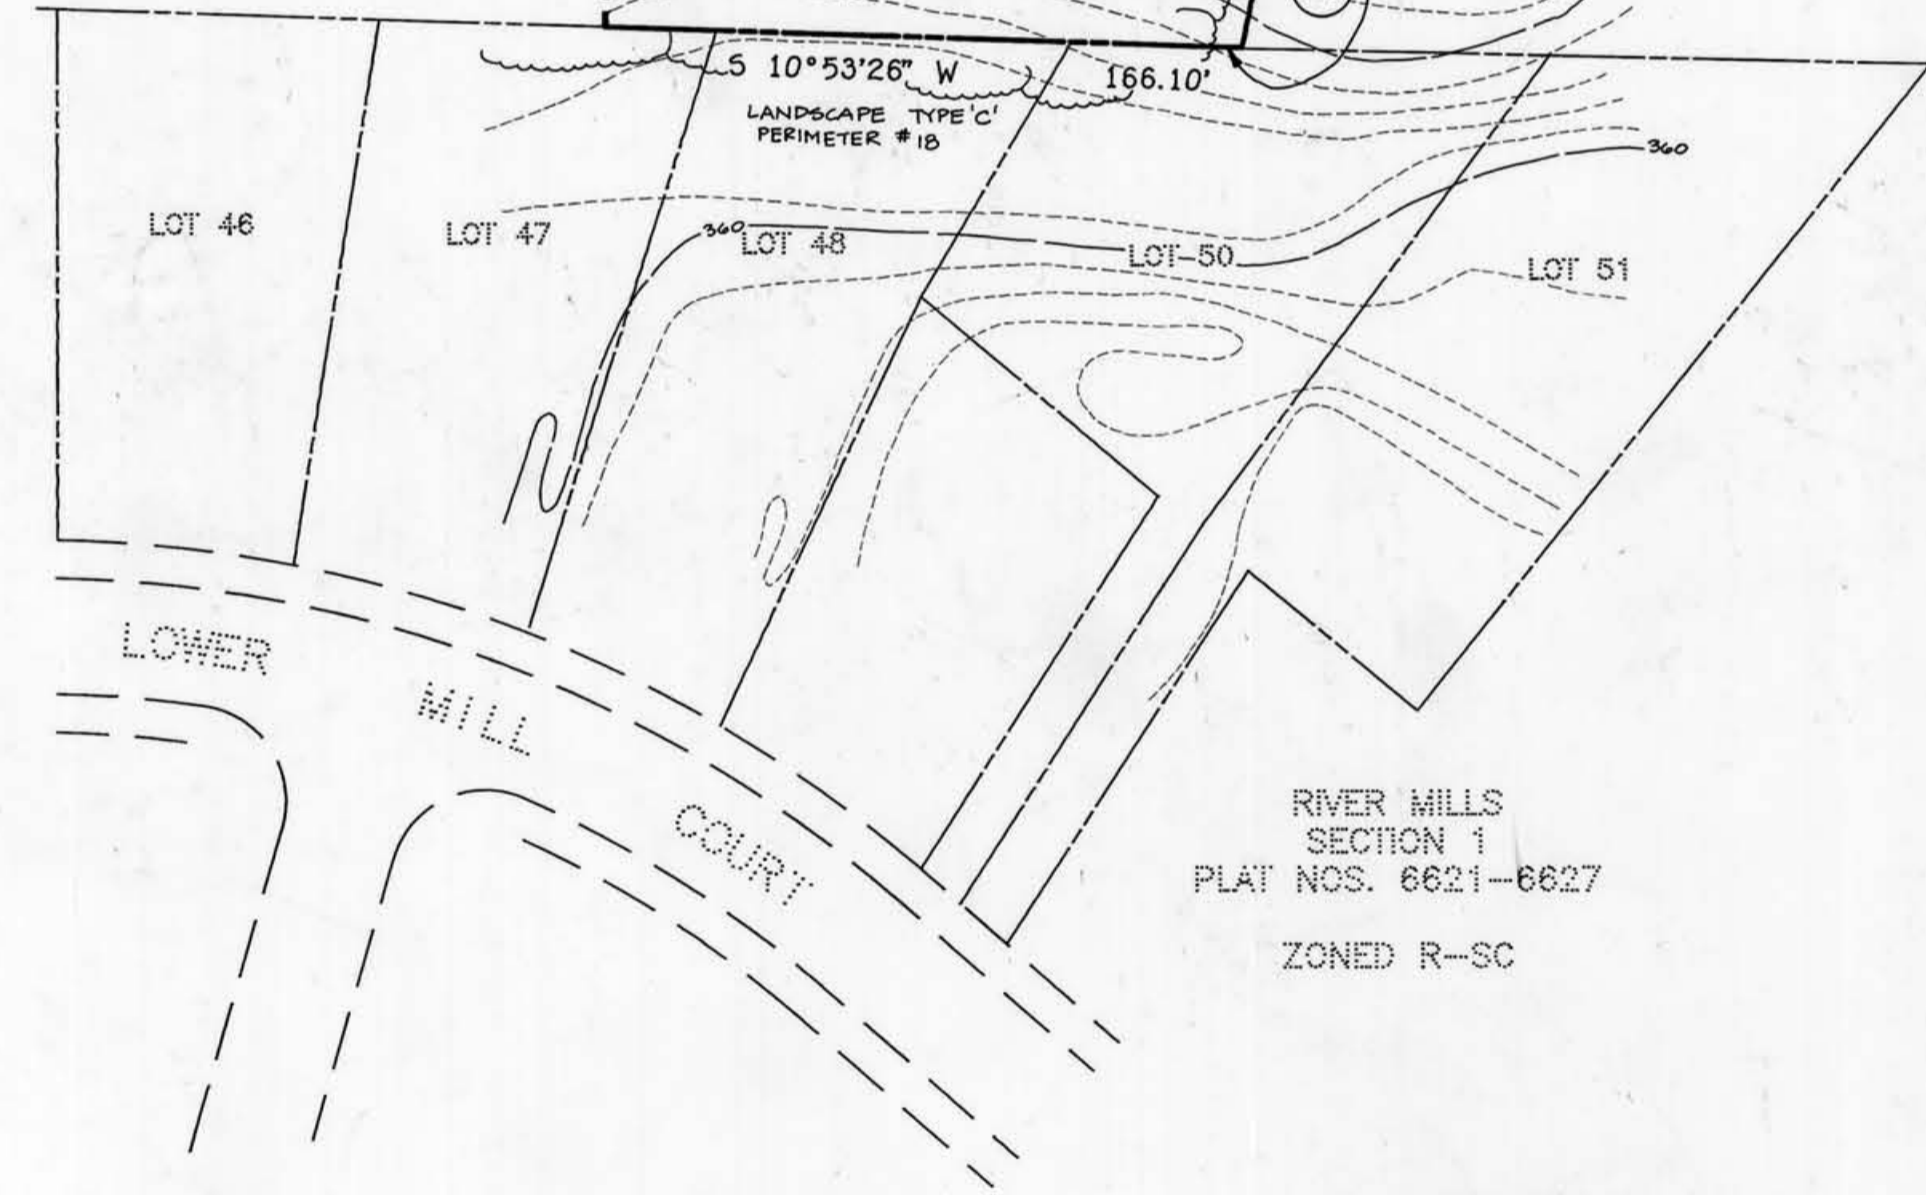 S 10°53'26" W 166.10'
LANDSCAPE TYPE 'C'
PERIMETER #18
360
LOT 46
LOT 47
360
LOT 48
LOT 50
LOT 51
LOWER
MILL
COURT
RIVER MILLS
SECTION 1
PLAT NOS. 6621-6627
ZONED R-SC